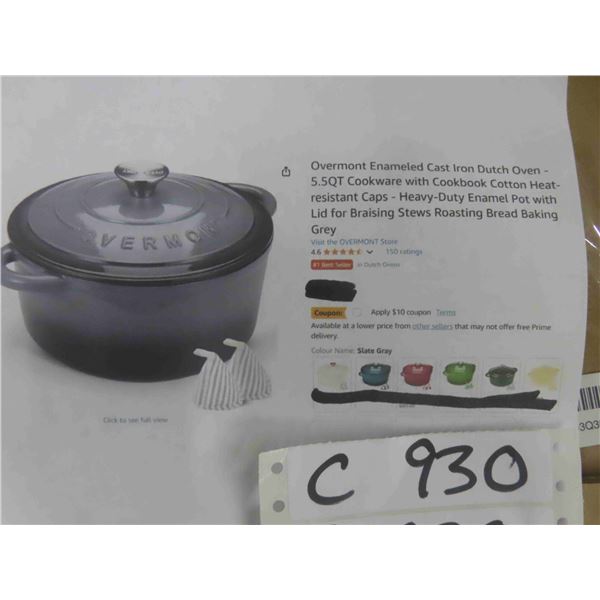 OVERMONT
Click to see full view
Overmont Enameled Cast Iron Dutch Oven -
5.5QT Cookware with Cookbook Cotton Heat-
resistant Caps - Heavy-Duty Enamel Pot with
Lid for Braising Stews Roasting Bread Baking
Grey
Visit the OVERMONT Store
4.6 150 ratings
#1 Best Seller in Dutch Ovens
Coupon: Apply $10 coupon Terms
Available at a lower price from other sellers that may not offer free Prime
delivery.
Colour Name: Slate Gray
C 930